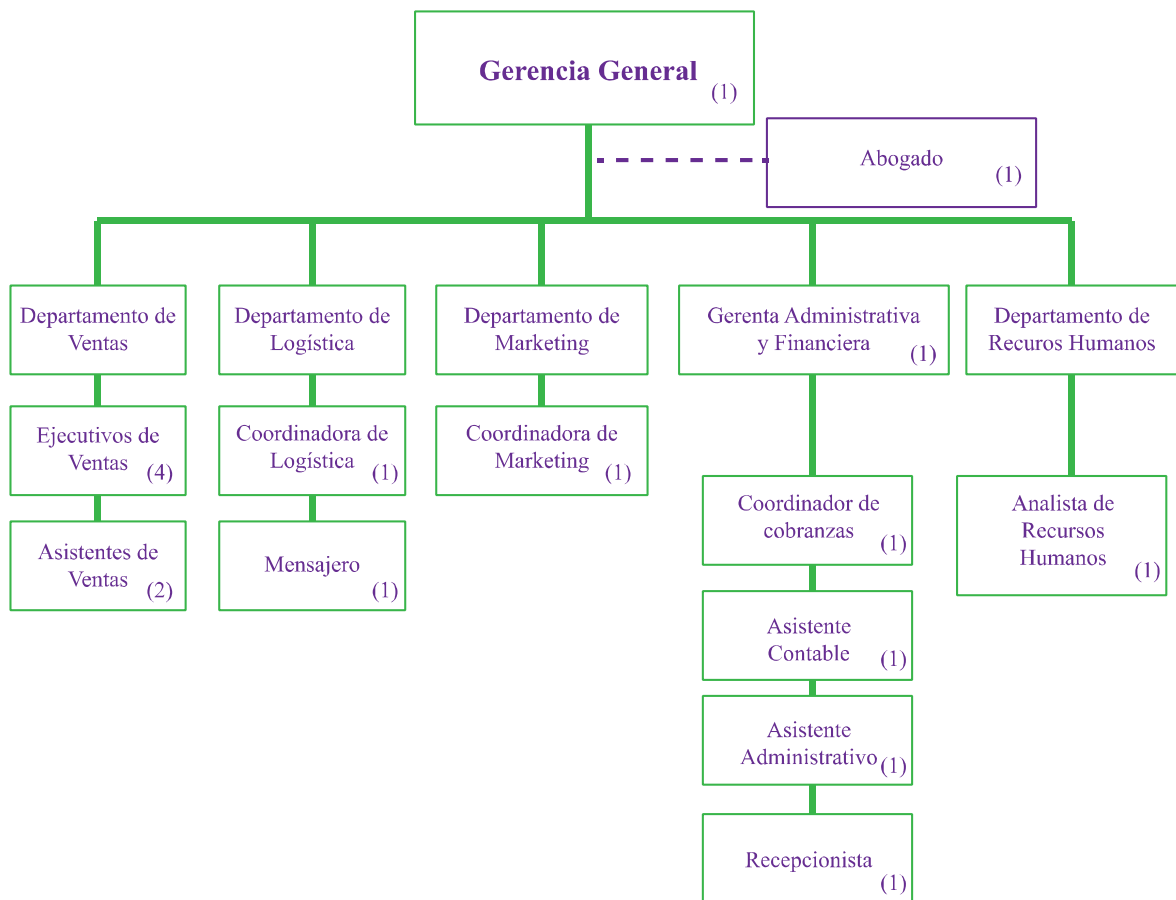 Gerencia General
(1)
Abogado
(1)
Departamento de
Ventas
Departamento de
Logística
Departamento de
Marketing
Gerenta Administrativa
y Financiera
(1)
Departamento de
Recuros Humanos
Ejecutivos de
Ventas
(4)
Coordinadora de
Logística
(1)
Coordinadora de
Marketing
(1)
Asistentes de
Ventas
(2)
Mensajero
(1)
Coordinador de
cobranzas
(1)
Asistente
Contable
(1)
Asistente
Administrativo
(1)
Recepcionista
(1)
Analista de
Recursos
Humanos
(1)